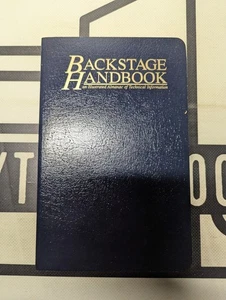 BACKSTAGE
HANDBOOK
an Illustrated Almanac of Technical Information